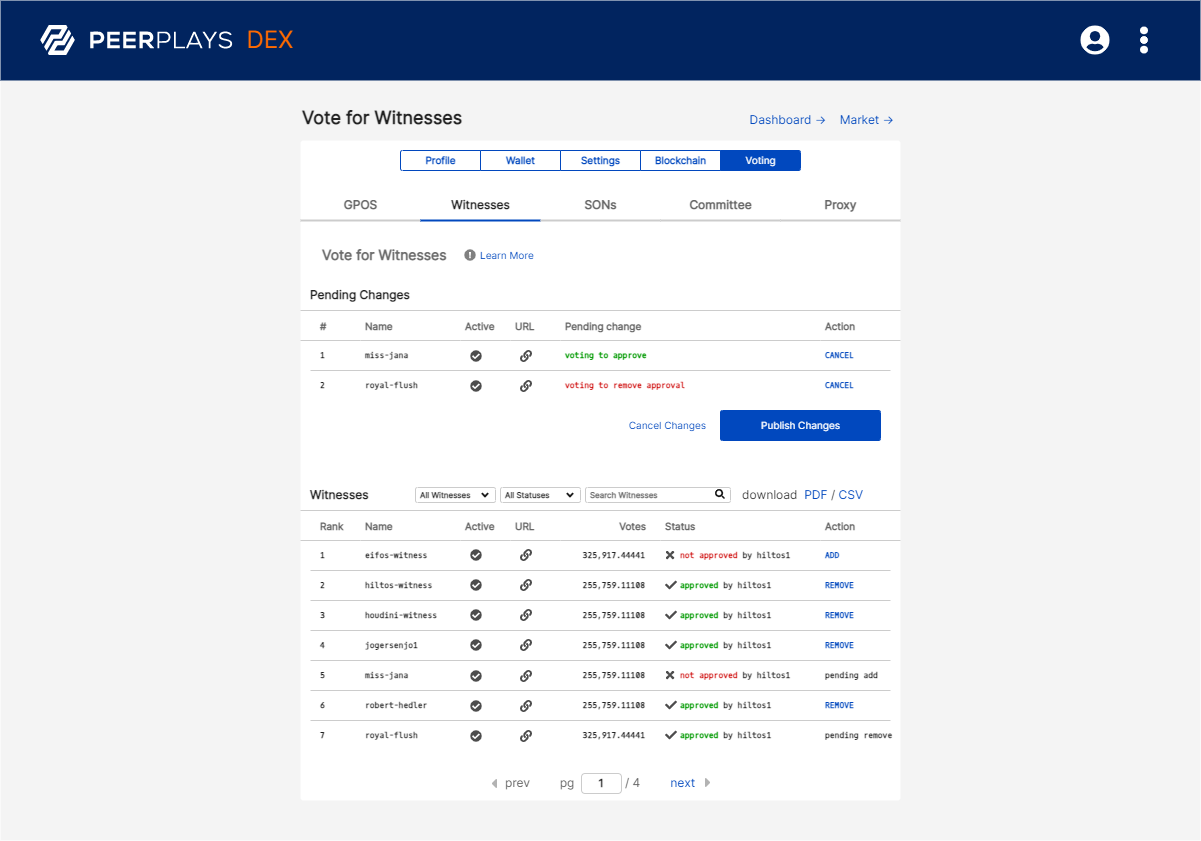 PEERPLAYS DEX
Vote for Witnesses
Dashboard → Market →
Profile Wallet Settings Blockchain Voting
GPOS Witnesses SONs Committee Proxy
Vote for Witnesses Learn More
Pending Changes
# Name Active URL Pending change Action
1 miss-jana voting to approve CANCEL
2 royal-flush voting to remove approval CANCEL
Cancel Changes Publish Changes
Witnesses All Witnesses All Statuses Search Witnesses download PDF / CSV
Rank Name Active URL Votes Status Action
1 eifos-witness 325,917.44441 not approved by hiltos1 ADD
2 hiltos-witness 255,759.11108 approved by hiltos1 REMOVE
3 houdini-witness 255,759.11108 approved by hiltos1 REMOVE
4 jogersenjo1 255,759.11108 approved by hiltos1 REMOVE
5 miss-jana 255,759.11108 not approved by hiltos1 pending add
6 robert-hedler 255,759.11108 approved by hiltos1 REMOVE
7 royal-flush 325,917.44441 approved by hiltos1 pending remove
prev pg 1 / 4 next